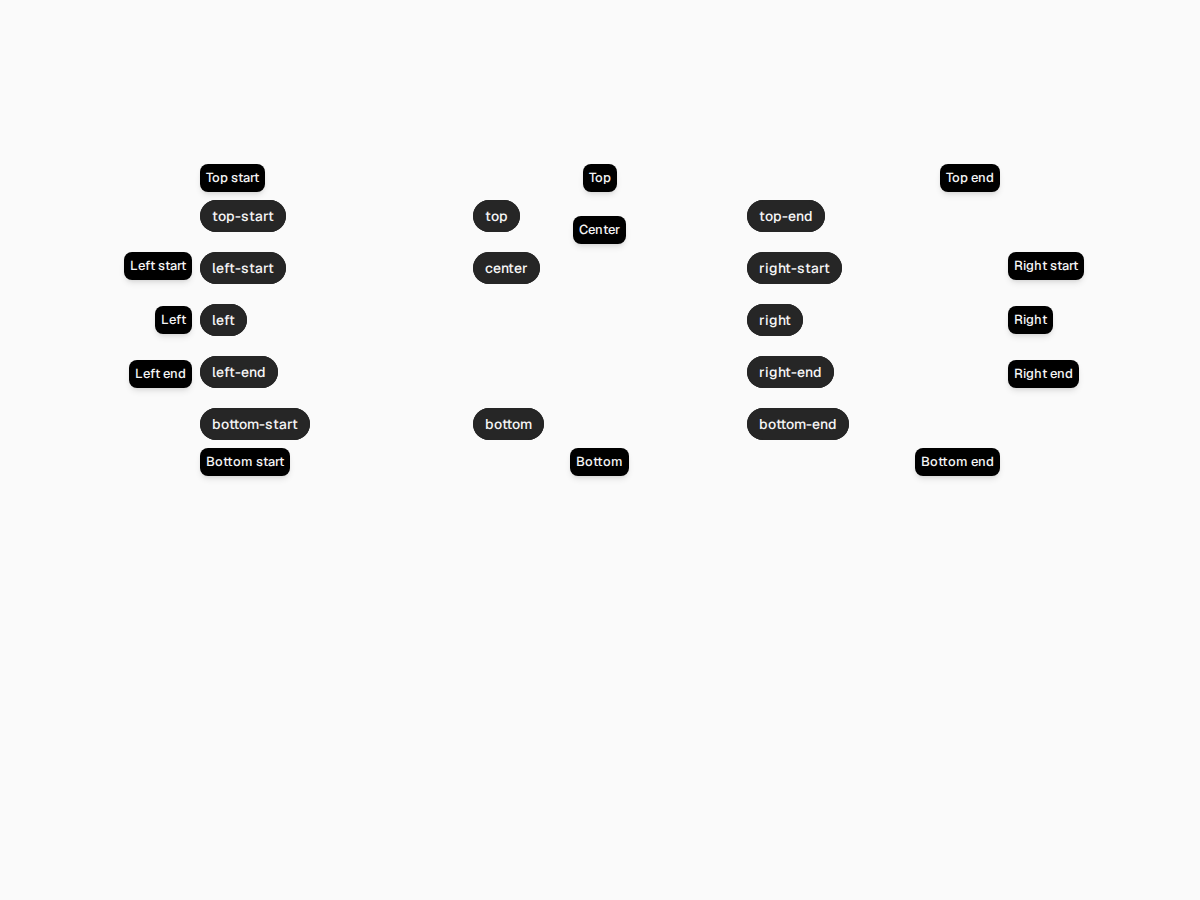 Top start
Top
Top end
top-start
top
top-end
Center
Left start
left-start
center
right-start
Right start
Left
left
right
Right
Left end
left-end
right-end
Right end
bottom-start
bottom
bottom-end
Bottom start
Bottom
Bottom end